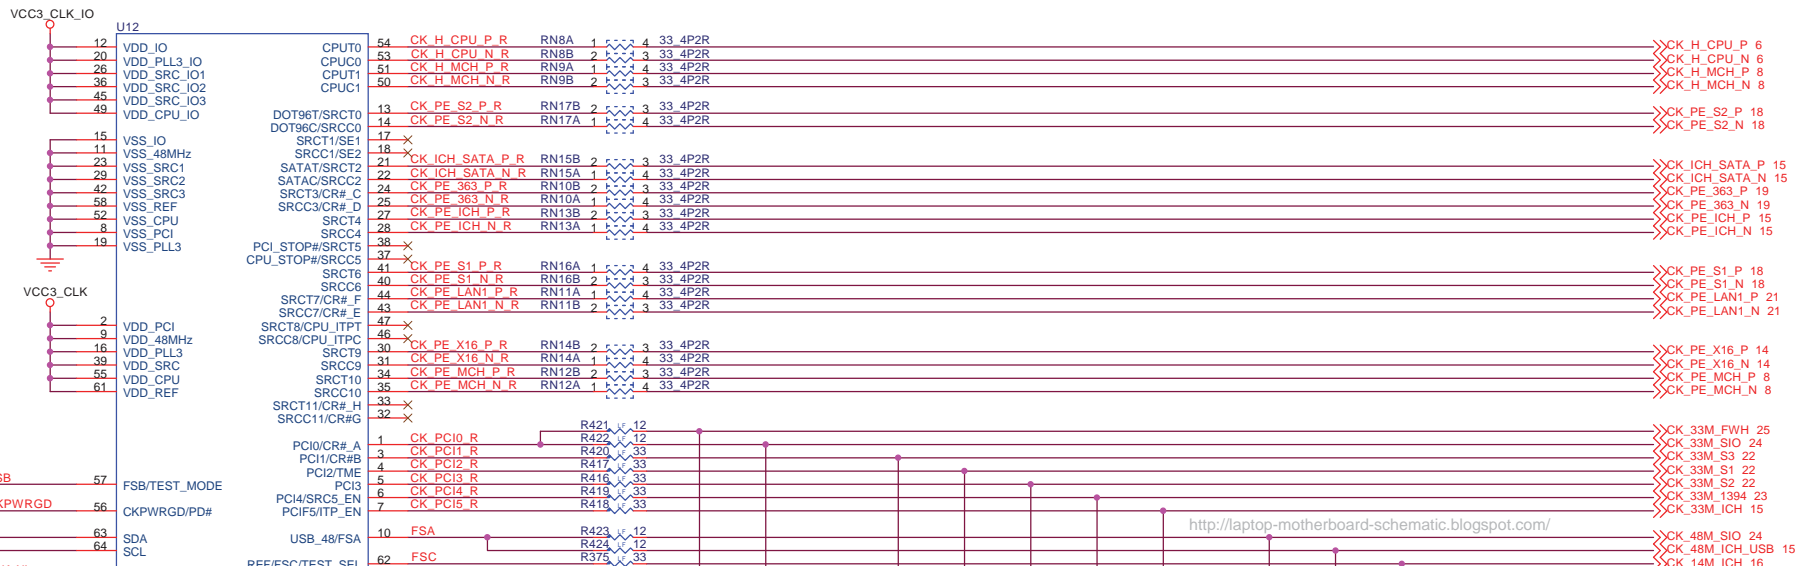 VCC3_CLK_IO
U12
12 VDD_IO CPUT0 54 CK_H_CPU_P_R RN8A 1 4 33_4P2R CK_H_CPU_P 6
20 VDD_PLL3_IO CPUC0 53 CK_H_CPU_N_R RN8B 2 3 33_4P2R CK_H_CPU_N 6
26 VDD_SRC_IO1 CPUT1 51 CK_H_MCH_P_R RN9A 1 4 33_4P2R CK_H_MCH_P 8
36 VDD_SRC_IO2 CPUC1 50 CK_H_MCH_N_R RN9B 2 3 33_4P2R CK_H_MCH_N 8
45 VDD_SRC_IO3
49 VDD_CPU_IO DOT96T/SRCT0 13 CK_PE_S2_P_R RN17B 2 3 33_4P2R CK_PE_S2_P 18
DOT96C/SRCC0 14 CK_PE_S2_N_R RN17A 1 4 33_4P2R CK_PE_S2_N 18
15 VSS_IO SRCT1/SE1 17
11 VSS_48MHz SRCC1/SE2 18
23 VSS_SRC1 SATAT/SRCT2 21 CK_ICH_SATA_P_R RN15B 2 3 33_4P2R CK_ICH_SATA_P 15
29 VSS_SRC2 SATAC/SRCC2 22 CK_ICH_SATA_N_R RN15A 1 4 33_4P2R CK_ICH_SATA_N 15
42 VSS_SRC3 SRCT3/CR#_C 24 CK_PE_363_P_R RN10B 2 3 33_4P2R CK_PE_363_P 19
58 VSS_REF SRCC3/CR#_D 25 CK_PE_363_N_R RN10A 1 4 33_4P2R CK_PE_363_N 19
52 VSS_CPU SRCT4 27 CK_PE_ICH_P_R RN13B 2 3 33_4P2R CK_PE_ICH_P 15
8 VSS_PCI SRCC4 28 CK_PE_ICH_N_R RN13A 1 4 33_4P2R CK_PE_ICH_N 15
19 VSS_PLL3 PCI_STOP#/SRCT5 38
CPU_STOP#/SRCC5 37
SRCT6 41 CK_PE_S1_P_R RN16A 1 4 33_4P2R CK_PE_S1_P 18
SRCC6 40 CK_PE_S1_N_R RN16B 2 3 33_4P2R CK_PE_S1_N 18
VCC3_CLK
SRCT7/CR#_F 44 CK_PE_LAN1_P_R RN11A 1 4 33_4P2R CK_PE_LAN1_P 21
SRCC7/CR#_E 43 CK_PE_LAN1_N_R RN11B 2 3 33_4P2R CK_PE_LAN1_N 21
2 VDD_PCI SRCT8/CPU_ITPT 47
9 VDD_48MHz SRCC8/CPU_ITPC 46
16 VDD_PLL3 SRCT9 30 CK_PE_X16_P_R RN14B 2 3 33_4P2R CK_PE_X16_P 14
39 VDD_SRC SRCC9 31 CK_PE_X16_N_R RN14A 1 4 33_4P2R CK_PE_X16_N 14
55 VDD_CPU SRCT10 34 CK_PE_MCH_P_R RN12B 2 3 33_4P2R CK_PE_MCH_P 8
61 VDD_REF SRCC10 35 CK_PE_MCH_N_R RN12A 1 4 33_4P2R CK_PE_MCH_N 8
SRCT11/CR#_H 33
SRCC11/CR#G 32
R421 LF 12 CK_33M_FWH 25
PCI0/CR#_A 1 CK_PCI0_R R422 LF 12 CK_33M_SIO 24
PCI1/CR#B 3 CK_PCI1_R R420 LF 33 CK_33M_S3 22
PCI2/TME 4 CK_PCI2_R R417 LF 33 CK_33M_S1 22
SB 57 FSB/TEST_MODE PCI3 5 CK_PCI3_R R416 LF 33 CK_33M_S2 22
PCI4/SRC5_EN 6 CK_PCI4_R R419 LF 33 CK_33M_1394 23
KPWRGD 56 CKPWRGD/PD# PCIF5/ITP_EN 7 CK_PCI5_R R418 LF 33 CK_33M_ICH 15
http://laptop-motherboard-schematic.blogspot.com/
63 SDA USB_48/FSA 10 FSA R423 LF 12 CK_48M_SIO 24
64 SCL R424 LF 12 CK_48M_ICH_USB 15
REF/FSC/TEST_SEL 62 FSC R375 LF 33 CK_14M_ICH 16